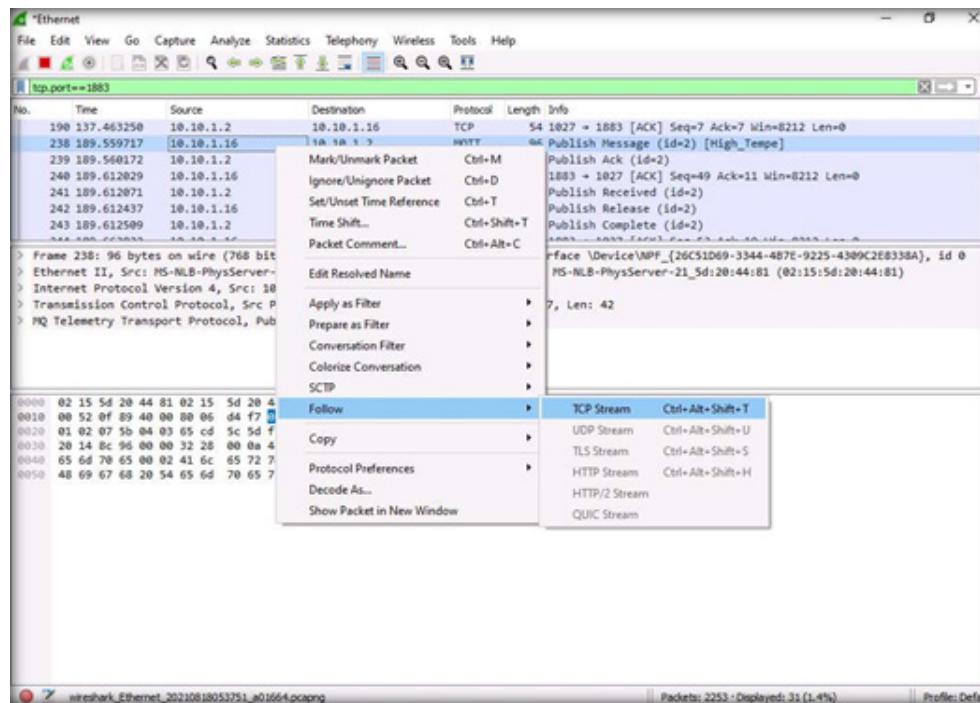 *Ethernet
File Edit View Go Capture Analyze Statistics Telephony Wireless Tools Help
tcp.port==1883
No. Time Source Destination Protocol Length Info
190 137.463250 10.10.1.2 10.10.1.16 TCP 54 1027 → 1883 [ACK] Seq=7 Ack=7 Win=8212 Len=0
238 189.559717 10.10.1.16 10.10.1.2 MQTT 96 Publish Message (id=2) [High_Tempe]
239 189.560172 10.10.1.2 Publish Ack (id=2)
240 189.612029 10.10.1.16 1883 → 1027 [ACK] Seq=49 Ack=11 Win=8212 Len=0
241 189.612071 10.10.1.2 Publish Received (id=2)
242 189.612437 10.10.1.16 Publish Release (id=2)
243 189.612509 10.10.1.2 Publish Complete (id=2)
Mark/Unmark Packet Ctrl+M
Ignore/Unignore Packet Ctrl+D
Set/Unset Time Reference Ctrl+T
Time Shift... Ctrl+Shift+T
Packet Comment... Ctrl+Alt+C
Edit Resolved Name
Apply as Filter
Prepare as Filter
Conversation Filter
Colorize Conversation
SCTP
Follow
Copy
Protocol Preferences
Decode As...
Show Packet in New Window
TCP Stream Ctrl+Alt+Shift+T
UDP Stream Ctrl+Alt+Shift+U
TLS Stream Ctrl+Alt+Shift+S
HTTP Stream Ctrl+Alt+Shift+H
HTTP/2 Stream
QUIC Stream
Frame 238: 96 bytes on wire (768 bit rface \Device\NPF_{26C51D69-3344-4B7E-9225-4309C2E8338A}, id 0
Ethernet II, Src: MS-NLB-PhysServer- MS-NLB-PhysServer-21_5d:20:44:81 (02:15:5d:20:44:81)
Internet Protocol Version 4, Src: 10
Transmission Control Protocol, Src P 7, Len: 42
MQ Telemetry Transport Protocol, Pub
0000 02 15 5d 20 44 81 02 15 5d 20 4
0010 00 52 0f 89 40 00 80 06 d4 f7
0020 01 02 07 5b 04 03 65 cd 5c 5d f
0030 20 14 8c 96 00 00 32 28 00 0a 4
0040 65 6d 70 65 00 02 41 6c 65 72 7
0050 48 69 67 68 20 54 65 6d 70 65 7
wireshark_Ethernet_20210818053751_a01664.pcapng Packets: 2253 · Displayed: 31 (1.4%) Profile: Defa